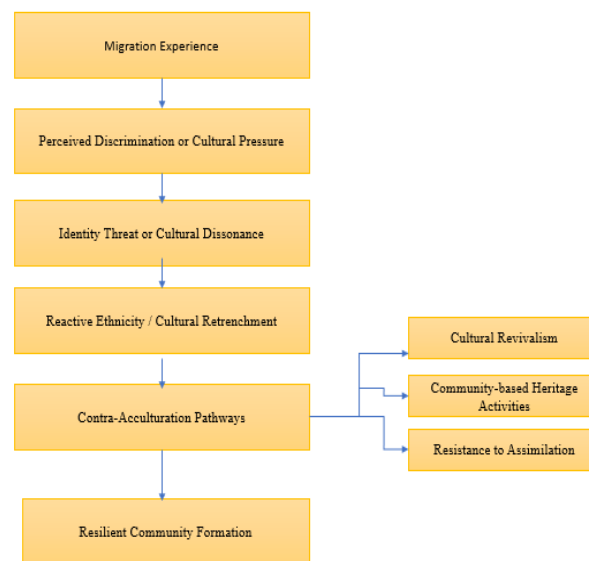 Migration Experience
Perceived Discrimination or Cultural Pressure
Identity Threat or Cultural Dissonance
Reactive Ethnicity / Cultural Retrenchment
Contra-Acculturation Pathways
Resilient Community Formation
Cultural Revivalism
Community-based Heritage
Activities
Resistance to Assimilation